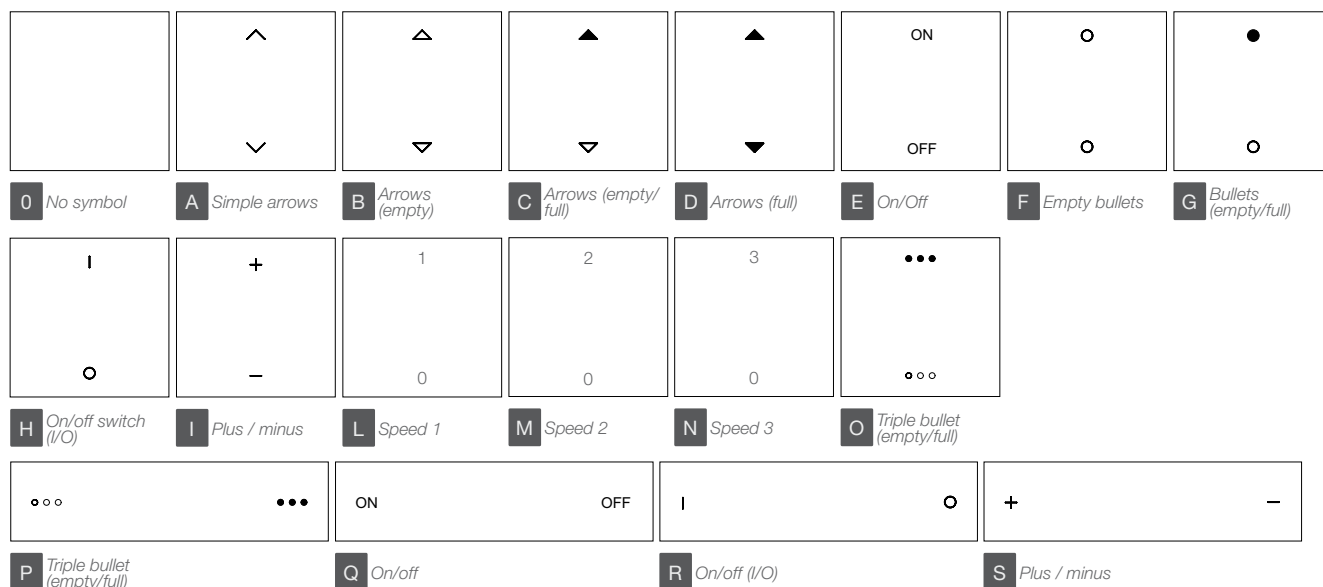 ON
OFF
0 No symbol
A Simple arrows
B Arrows
(empty)
C Arrows (empty/
full)
D Arrows (full)
E On/Off
F Empty bullets
G Bullets
(empty/full)
I
O
+
−
1
0
2
0
3
0
H On/off switch
(I/O)
I Plus / minus
L Speed 1
M Speed 2
N Speed 3
O Triple bullet
(empty/full)
ON OFF
I O
+ −
P Triple bullet
(empty/full)
Q On/off
R On/off (I/O)
S Plus / minus